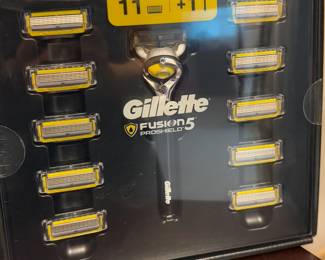 11 + 1
Gillette
FUSION5
PROSHIELD
Gillette